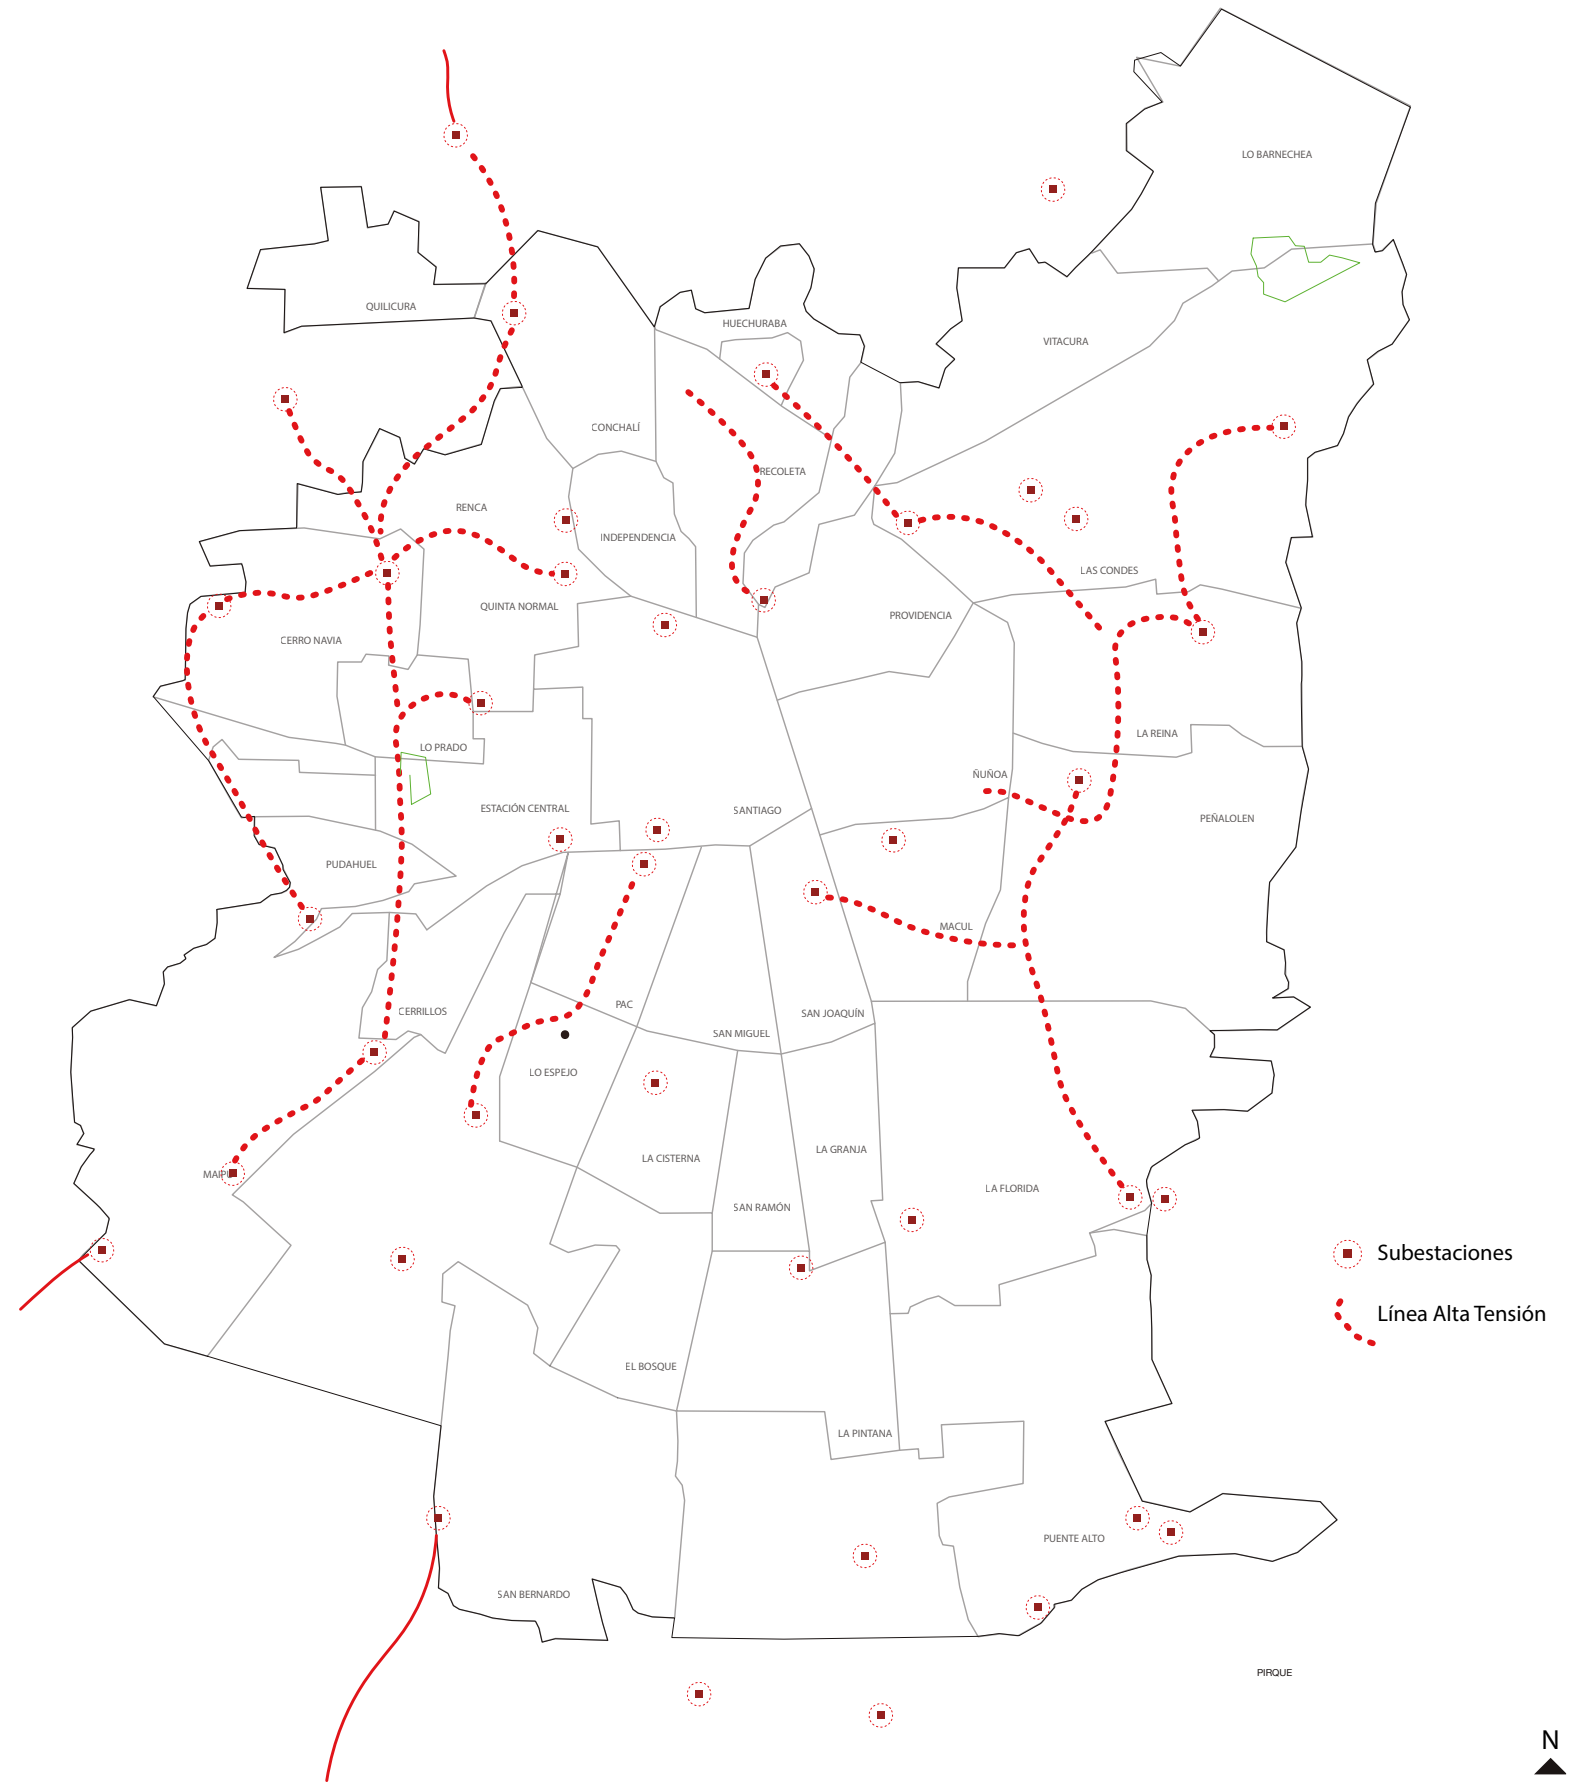 LO BARNECHEA
QUILICURA
HUECHURABA
VITACURA
CONCHALÍ
RECOLETA
RENCA
INDEPENDENCIA
LAS CONDES
QUINTA NORMAL
PROVIDENCIA
CERRO NAVIA
LA REINA
LO PRADO
ÑUÑOA
ESTACIÓN CENTRAL
SANTIAGO
PEÑALOLEN
PUDAHUEL
MACUL
PAC
CERRILLOS
SAN JOAQUÍN
SAN MIGUEL
LO ESPEJO
LA GRANJA
LA CISTERNA
MAIPU
LA FLORIDA
SAN RAMÓN
Subestaciones
Línea Alta Tensión
EL BOSQUE
LA PINTANA
PUENTE ALTO
SAN BERNARDO
PIRQUE
N